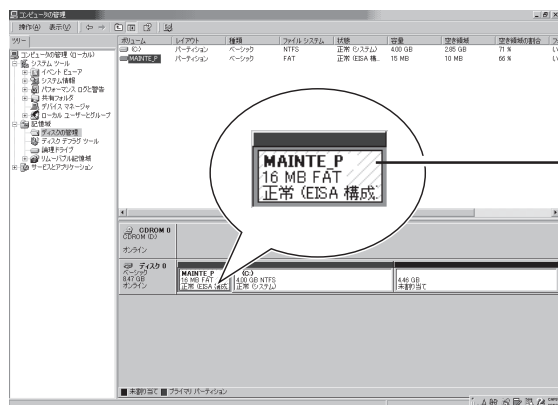 コンピュータの管理
操作(A) 表示(V)
ツリー
コンピュータの管理 (ローカル)
システム ツール
イベント ビューア
システム情報
パフォーマンス ログと警告
共有フォルダ
デバイス マネージャ
ローカル ユーザーとグループ
記憶域
ディスクの管理
ディスク デフラグ ツール
論理ドライブ
リムーバブル記憶域
サービスとアプリケーション
ボリューム レイアウト 種類 ファイル システム 状態 容量 空き領域 空き領域の割合
(C:) パーティション ベーシック NTFS 正常 (システム) 4.00 GB 2.85 GB 71 %
MAINTE_P パーティション ベーシック FAT 正常 (EISA 構... 15 MB 10 MB 66 %
MAINTE_P
16 MB FAT
正常 (EISA 構成
CDROM 0
CDROM (D:)
オンライン
ディスク 0
ベーシック
8.47 GB
オンライン
MAINTE_P
16 MB FAT
正常 (EISA 構成
(C:)
4.00 GB NTFS
正常 (システム)
4.46 GB
未割り当て
未割り当て プライマリ パーティション